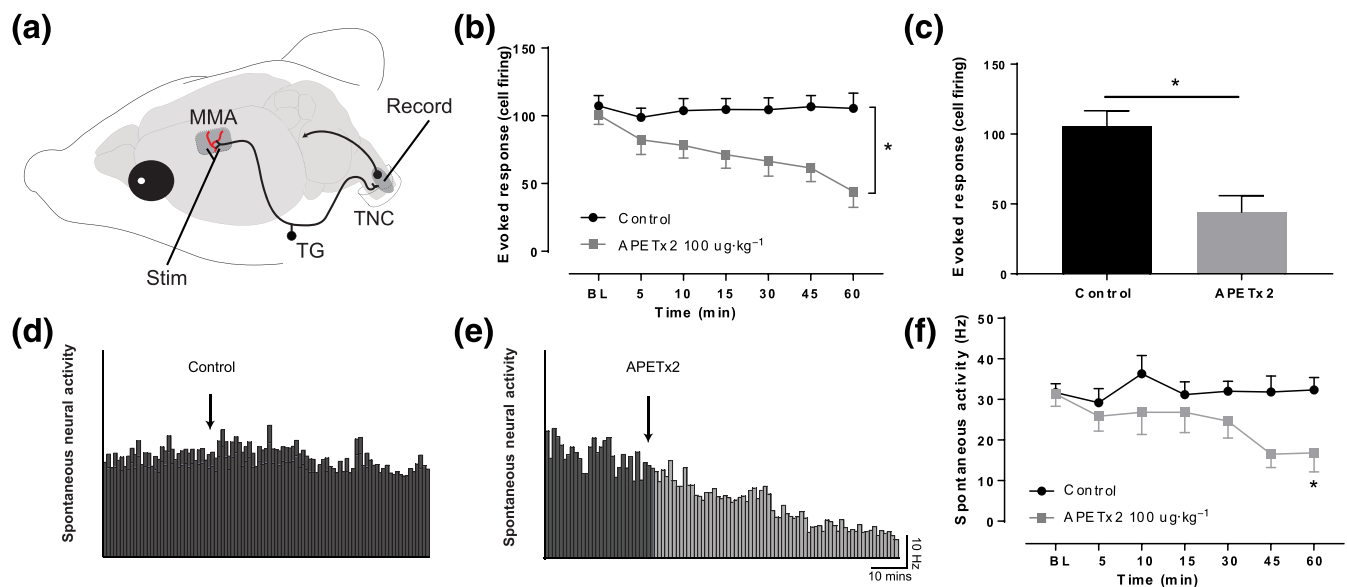 (a)
MMA
Record
TNC
TG
Stim
(b)
Evoked response (cell firing)
150
100
50
0
Control
APETx2 100 ug·kg⁻¹
*
BL 5 10 15 30 45 60
Time (min)
(c)
Evoked response (cell firing)
150
100
50
0
*
Control APETx2
(d)
Spontaneous neural activity
Control
(e)
Spontaneous neural activity
APETx2
10 Hz
10 mins
(f)
Spontaneous activity (Hz)
50
40
30
20
10
0
Control
APETx2 100 ug·kg⁻¹
*
BL 5 10 15 30 45 60
Time (min)